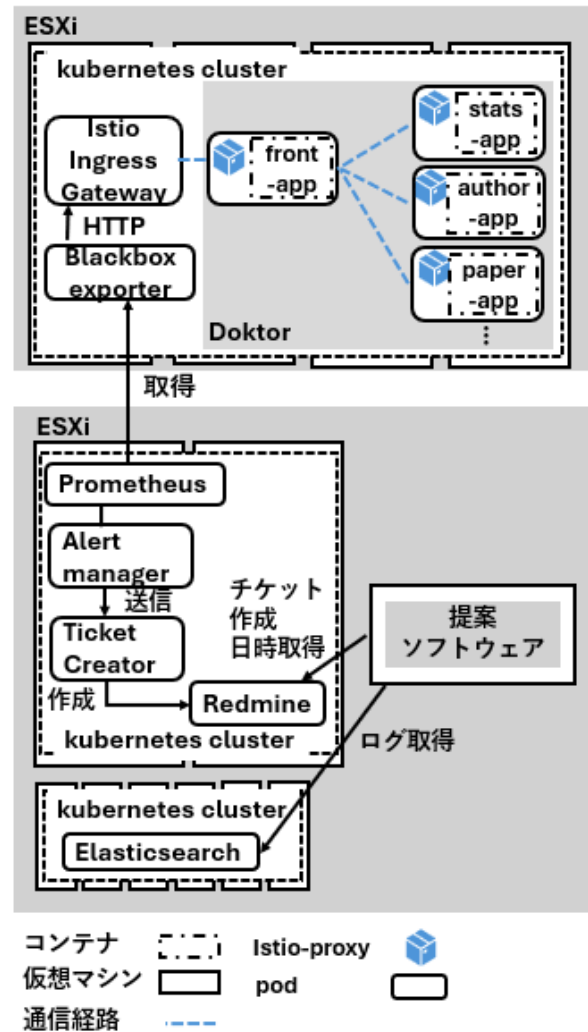 ESXi
kubernetes cluster
Istio
Ingress
Gateway
front
-app
stats
-app
author
-app
paper
-app
HTTP
Blackbox
exporter
Doktor
取得
ESXi
Prometheus
Alert
manager
送信
Ticket
Creator
作成
Redmine
kubernetes cluster
チケット
作成
日時取得
提案
ソフトウェア
ログ取得
kubernetes cluster
Elasticsearch
コンテナ
Istio-proxy
仮想マシン
pod
通信経路